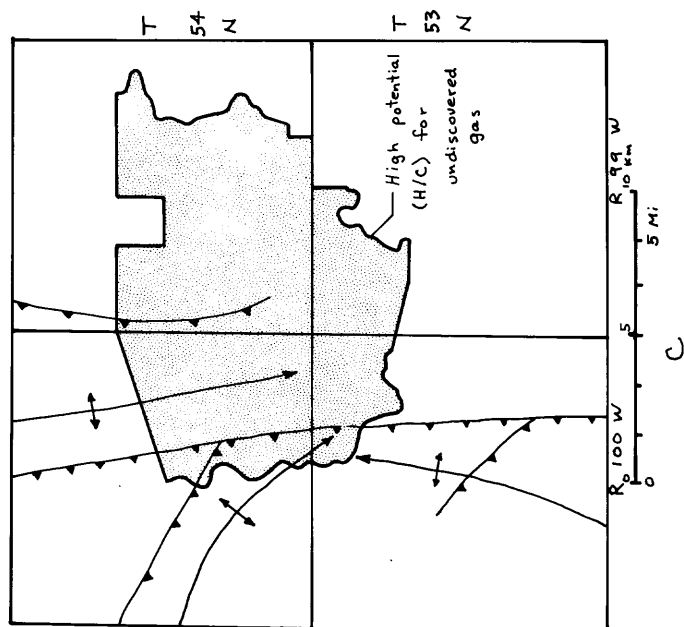 T
54
N
T
53
N
High potential
(H/C) for
undiscovered
gas
R 100 W
R 99 W
0
5
10 km
5 Mi
C